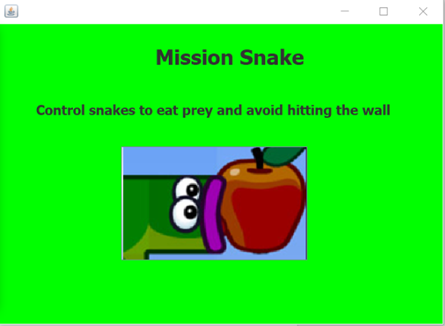 Mission Snake
Control snakes to eat prey and avoid hitting the wall